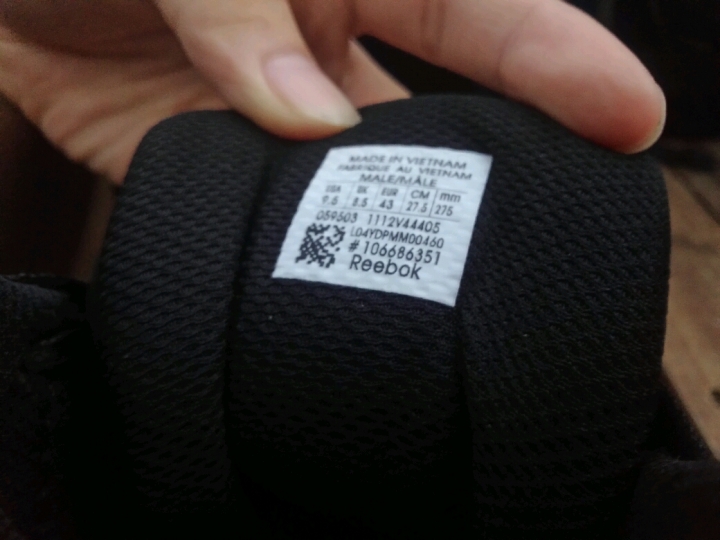 MADE IN VIETNAM
FABRIQUE AU VIETNAM
MALE/MÂLE
USA UK EUR CM mm
9.5 8.5 43 27.5 275
059503 1112V44405
L04YDPMM00460
# 106686351
Reebok